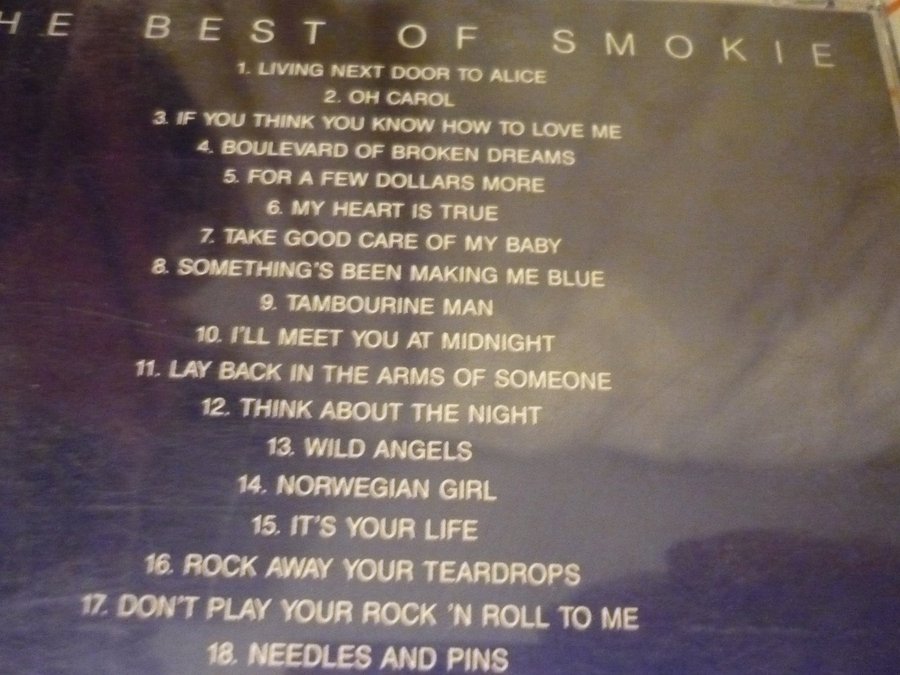 HE BEST OF SMOKIE
1. LIVING NEXT DOOR TO ALICE
2. OH CAROL
3. IF YOU THINK YOU KNOW HOW TO LOVE ME
4. BOULEVARD OF BROKEN DREAMS
5. FOR A FEW DOLLARS MORE
6. MY HEART IS TRUE
7. TAKE GOOD CARE OF MY BABY
8. SOMETHING'S BEEN MAKING ME BLUE
9. TAMBOURINE MAN
10. I'LL MEET YOU AT MIDNIGHT
11. LAY BACK IN THE ARMS OF SOMEONE
12. THINK ABOUT THE NIGHT
13. WILD ANGELS
14. NORWEGIAN GIRL
15. IT'S YOUR LIFE
16. ROCK AWAY YOUR TEARDROPS
17. DON'T PLAY YOUR ROCK 'N ROLL TO ME
18. NEEDLES AND PINS